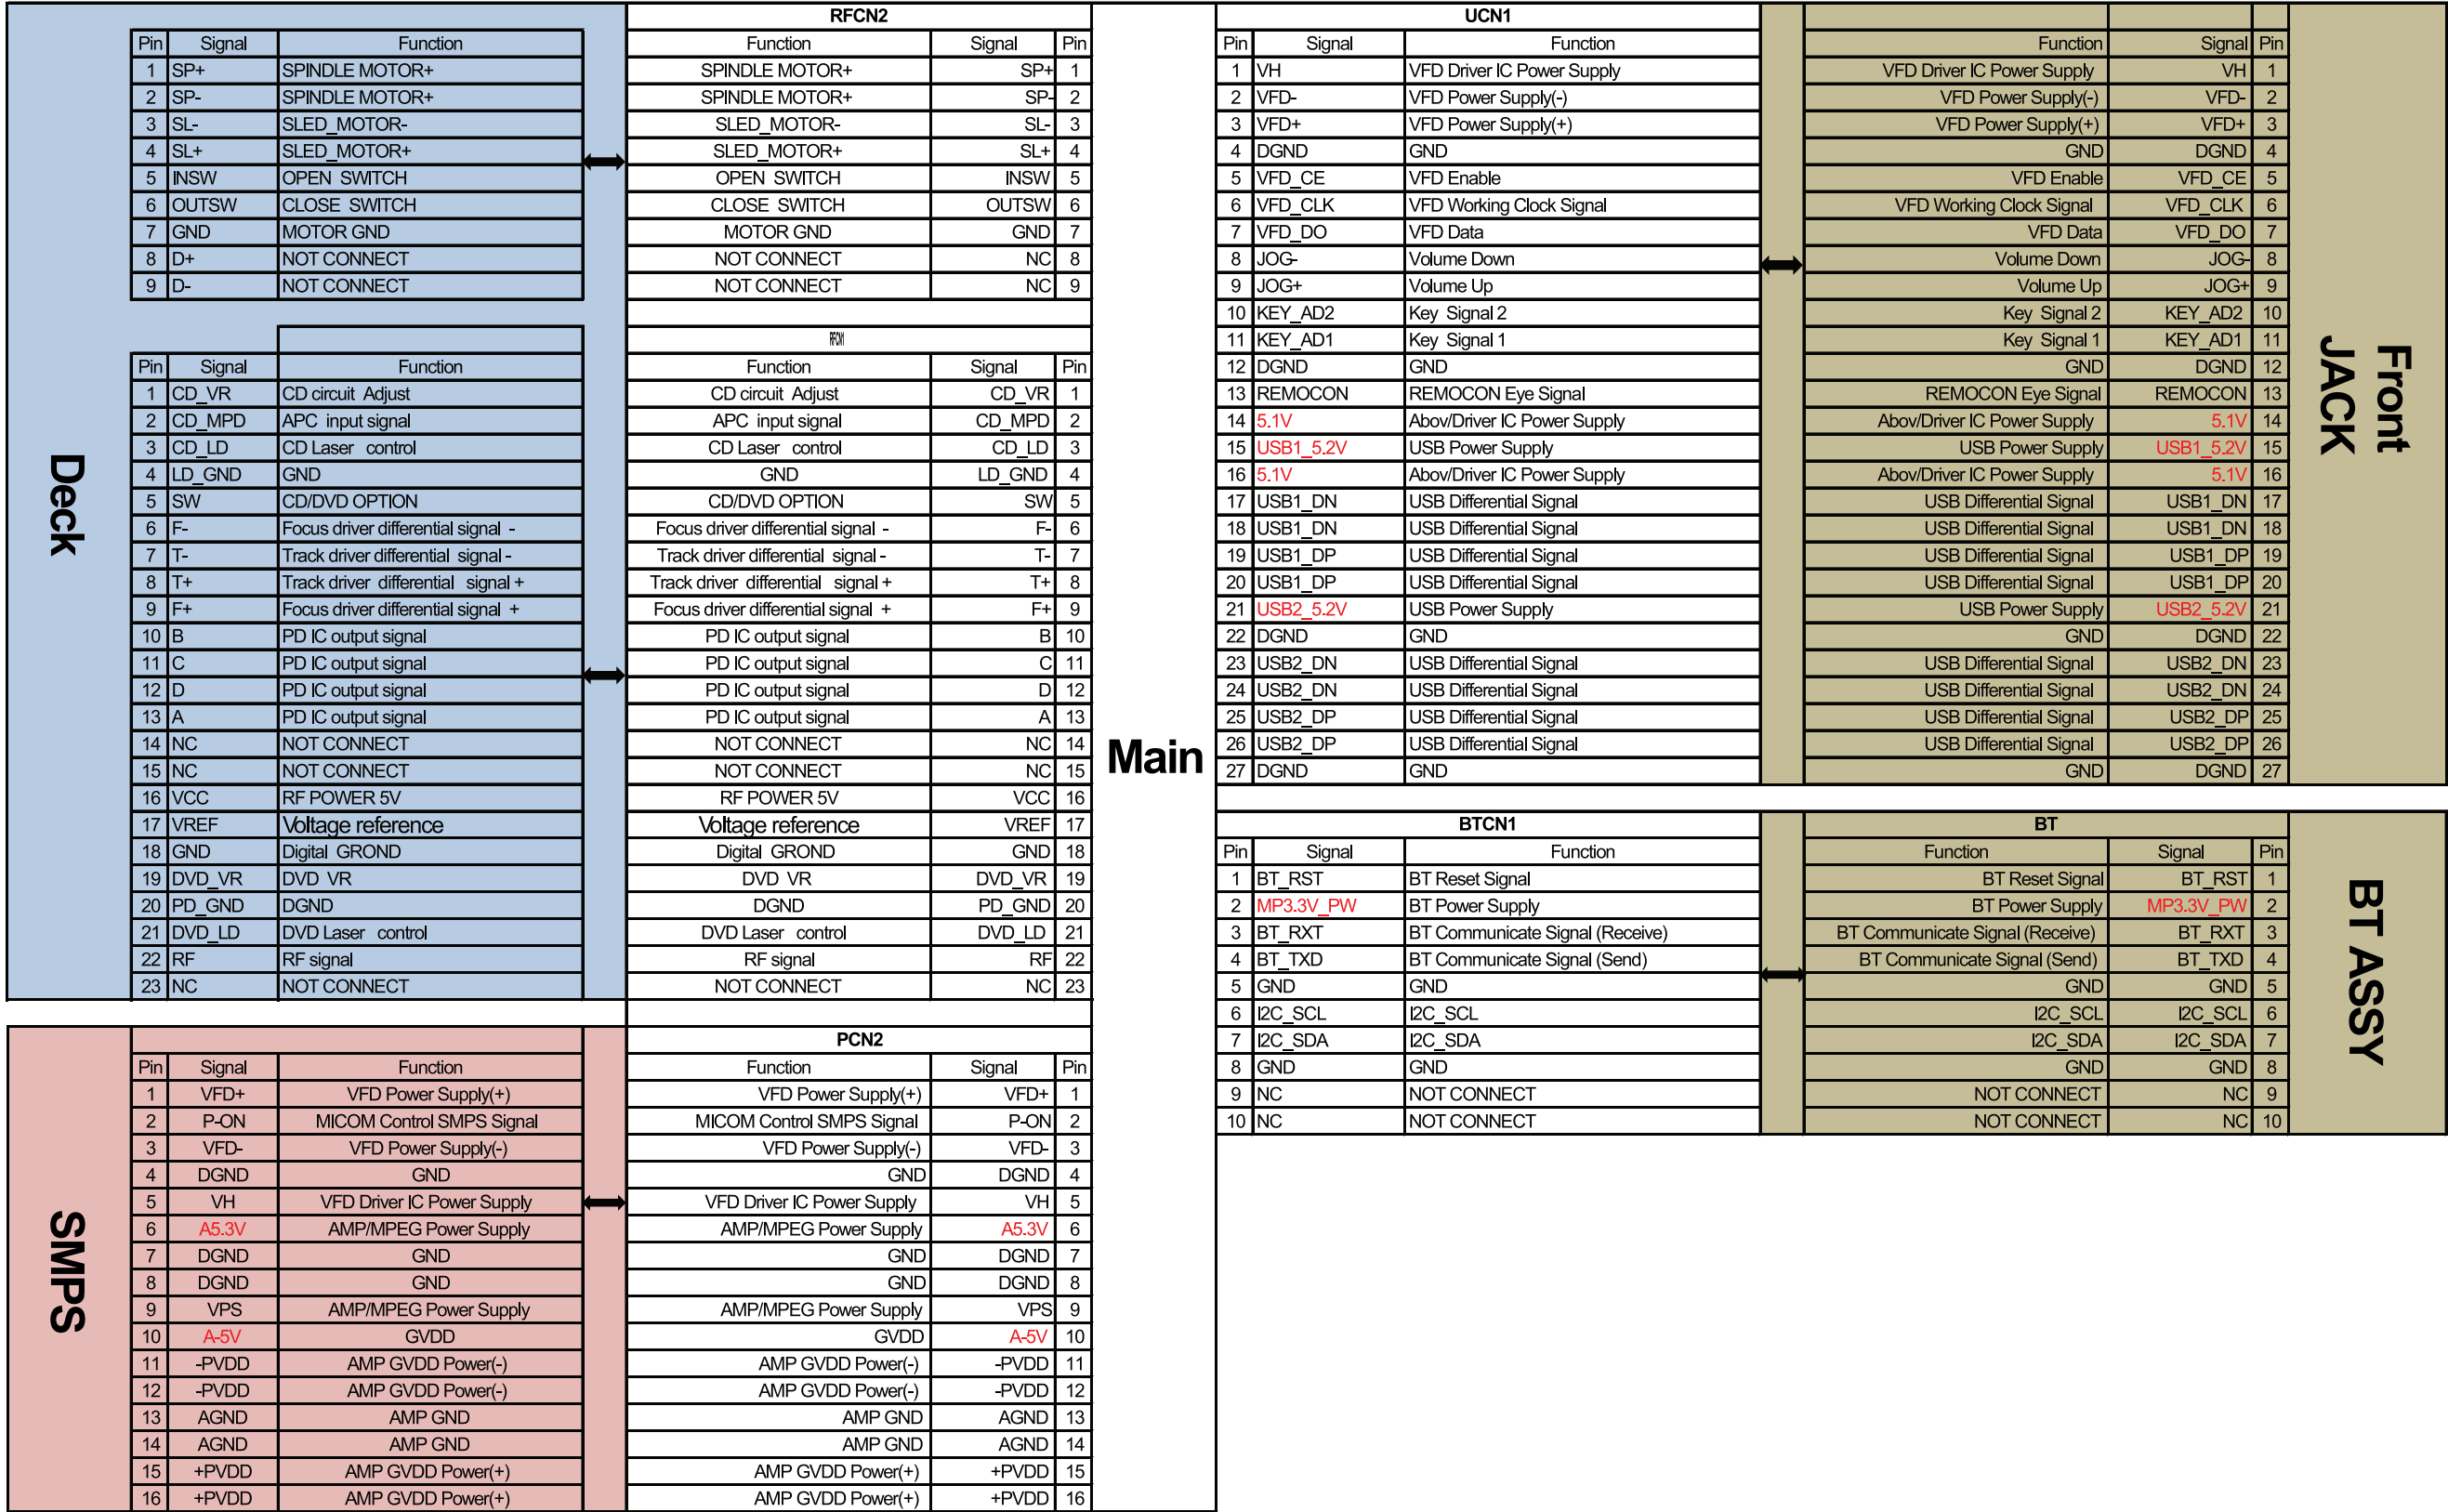 Deck
Pin Signal Function
1 SP+ SPINDLE MOTOR+
2 SP- SPINDLE MOTOR+
3 SL- SLED_MOTOR-
4 SL+ SLED_MOTOR+
5 INSW OPEN SWITCH
6 OUTSW CLOSE SWITCH
7 GND MOTOR GND
8 D+ NOT CONNECT
9 D- NOT CONNECT
RFCN2
Function Signal Pin
SPINDLE MOTOR+ SP+ 1
SPINDLE MOTOR+ SP- 2
SLED_MOTOR- SL- 3
SLED_MOTOR+ SL+ 4
OPEN SWITCH INSW 5
CLOSE SWITCH OUTSW 6
MOTOR GND GND 7
NOT CONNECT NC 8
NOT CONNECT NC 9
Pin Signal Function
1 CD_VR CD circuit Adjust
2 CD_MPD APC input signal
3 CD_LD CD Laser control
4 LD_GND GND
5 SW CD/DVD OPTION
6 F- Focus driver differential signal -
7 T- Track driver differential signal -
8 T+ Track driver differential signal +
9 F+ Focus driver differential signal +
10 B PD IC output signal
11 C PD IC output signal
12 D PD IC output signal
13 A PD IC output signal
14 NC NOT CONNECT
15 NC NOT CONNECT
16 VCC RF POWER 5V
17 VREF Voltage reference
18 GND Digital GROND
19 DVD_VR DVD VR
20 PD_GND DGND
21 DVD_LD DVD Laser control
22 RF RF signal
23 NC NOT CONNECT
RFCN1
Function Signal Pin
CD circuit Adjust CD_VR 1
APC input signal CD_MPD 2
CD Laser control CD_LD 3
GND LD_GND 4
CD/DVD OPTION SW 5
Focus driver differential signal - F- 6
Track driver differential signal - T- 7
Track driver differential signal + T+ 8
Focus driver differential signal + F+ 9
PD IC output signal B 10
PD IC output signal C 11
PD IC output signal D 12
PD IC output signal A 13
NOT CONNECT NC 14
NOT CONNECT NC 15
RF POWER 5V VCC 16
Voltage reference VREF 17
Digital GROND GND 18
DVD VR DVD_VR 19
DGND PD_GND 20
DVD Laser control DVD_LD 21
RF signal RF 22
NOT CONNECT NC 23
SMPS
Pin Signal Function
1 VFD+ VFD Power Supply(+)
2 P-ON MICOM Control SMPS Signal
3 VFD- VFD Power Supply(-)
4 DGND GND
5 VH VFD Driver IC Power Supply
6 A5.3V AMP/MPEG Power Supply
7 DGND GND
8 DGND GND
9 VPS AMP/MPEG Power Supply
10 A-5V GVDD
11 -PVDD AMP GVDD Power(-)
12 -PVDD AMP GVDD Power(-)
13 AGND AMP GND
14 AGND AMP GND
15 +PVDD AMP GVDD Power(+)
16 +PVDD AMP GVDD Power(+)
PCN2
Function Signal Pin
VFD Power Supply(+) VFD+ 1
MICOM Control SMPS Signal P-ON 2
VFD Power Supply(-) VFD- 3
GND DGND 4
VFD Driver IC Power Supply VH 5
AMP/MPEG Power Supply A5.3V 6
GND DGND 7
GND DGND 8
AMP/MPEG Power Supply VPS 9
GVDD A-5V 10
AMP GVDD Power(-) -PVDD 11
AMP GVDD Power(-) -PVDD 12
AMP GND AGND 13
AMP GND AGND 14
AMP GVDD Power(+) +PVDD 15
AMP GVDD Power(+) +PVDD 16
Main
UCN1
Pin Signal Function
1 VH VFD Driver IC Power Supply
2 VFD- VFD Power Supply(-)
3 VFD+ VFD Power Supply(+)
4 DGND GND
5 VFD_CE VFD Enable
6 VFD_CLK VFD Working Clock Signal
7 VFD_DO VFD Data
8 JOG- Volume Down
9 JOG+ Volume Up
10 KEY_AD2 Key Signal 2
11 KEY_AD1 Key Signal 1
12 DGND GND
13 REMOCON REMOCON Eye Signal
14 5.1V Abov/Driver IC Power Supply
15 USB1_5.2V USB Power Supply
16 5.1V Abov/Driver IC Power Supply
17 USB1_DN USB Differential Signal
18 USB1_DN USB Differential Signal
19 USB1_DP USB Differential Signal
20 USB1_DP USB Differential Signal
21 USB2_5.2V USB Power Supply
22 DGND GND
23 USB2_DN USB Differential Signal
24 USB2_DN USB Differential Signal
25 USB2_DP USB Differential Signal
26 USB2_DP USB Differential Signal
27 DGND GND
Function Signal Pin
VFD Driver IC Power Supply VH 1
VFD Power Supply(-) VFD- 2
VFD Power Supply(+) VFD+ 3
GND DGND 4
VFD Enable VFD_CE 5
VFD Working Clock Signal VFD_CLK 6
VFD Data VFD_DO 7
Volume Down JOG- 8
Volume Up JOG+ 9
Key Signal 2 KEY_AD2 10
Key Signal 1 KEY_AD1 11
GND DGND 12
REMOCON Eye Signal REMOCON 13
Abov/Driver IC Power Supply 5.1V 14
USB Power Supply USB1_5.2V 15
Abov/Driver IC Power Supply 5.1V 16
USB Differential Signal USB1_DN 17
USB Differential Signal USB1_DN 18
USB Differential Signal USB1_DP 19
USB Differential Signal USB1_DP 20
USB Power Supply USB2_5.2V 21
GND DGND 22
USB Differential Signal USB2_DN 23
USB Differential Signal USB2_DN 24
USB Differential Signal USB2_DP 25
USB Differential Signal USB2_DP 26
GND DGND 27
Front
JACK
BTCN1
Pin Signal Function
1 BT_RST BT Reset Signal
2 MP3.3V_PW BT Power Supply
3 BT_RXT BT Communicate Signal (Receive)
4 BT_TXD BT Communicate Signal (Send)
5 GND GND
6 I2C_SCL I2C_SCL
7 I2C_SDA I2C_SDA
8 GND GND
9 NC NOT CONNECT
10 NC NOT CONNECT
BT
Function Signal Pin
BT Reset Signal BT_RST 1
BT Power Supply MP3.3V_PW 2
BT Communicate Signal (Receive) BT_RXT 3
BT Communicate Signal (Send) BT_TXD 4
GND GND 5
I2C_SCL I2C_SCL 6
I2C_SDA I2C_SDA 7
GND GND 8
NOT CONNECT NC 9
NOT CONNECT NC 10
BT ASSY